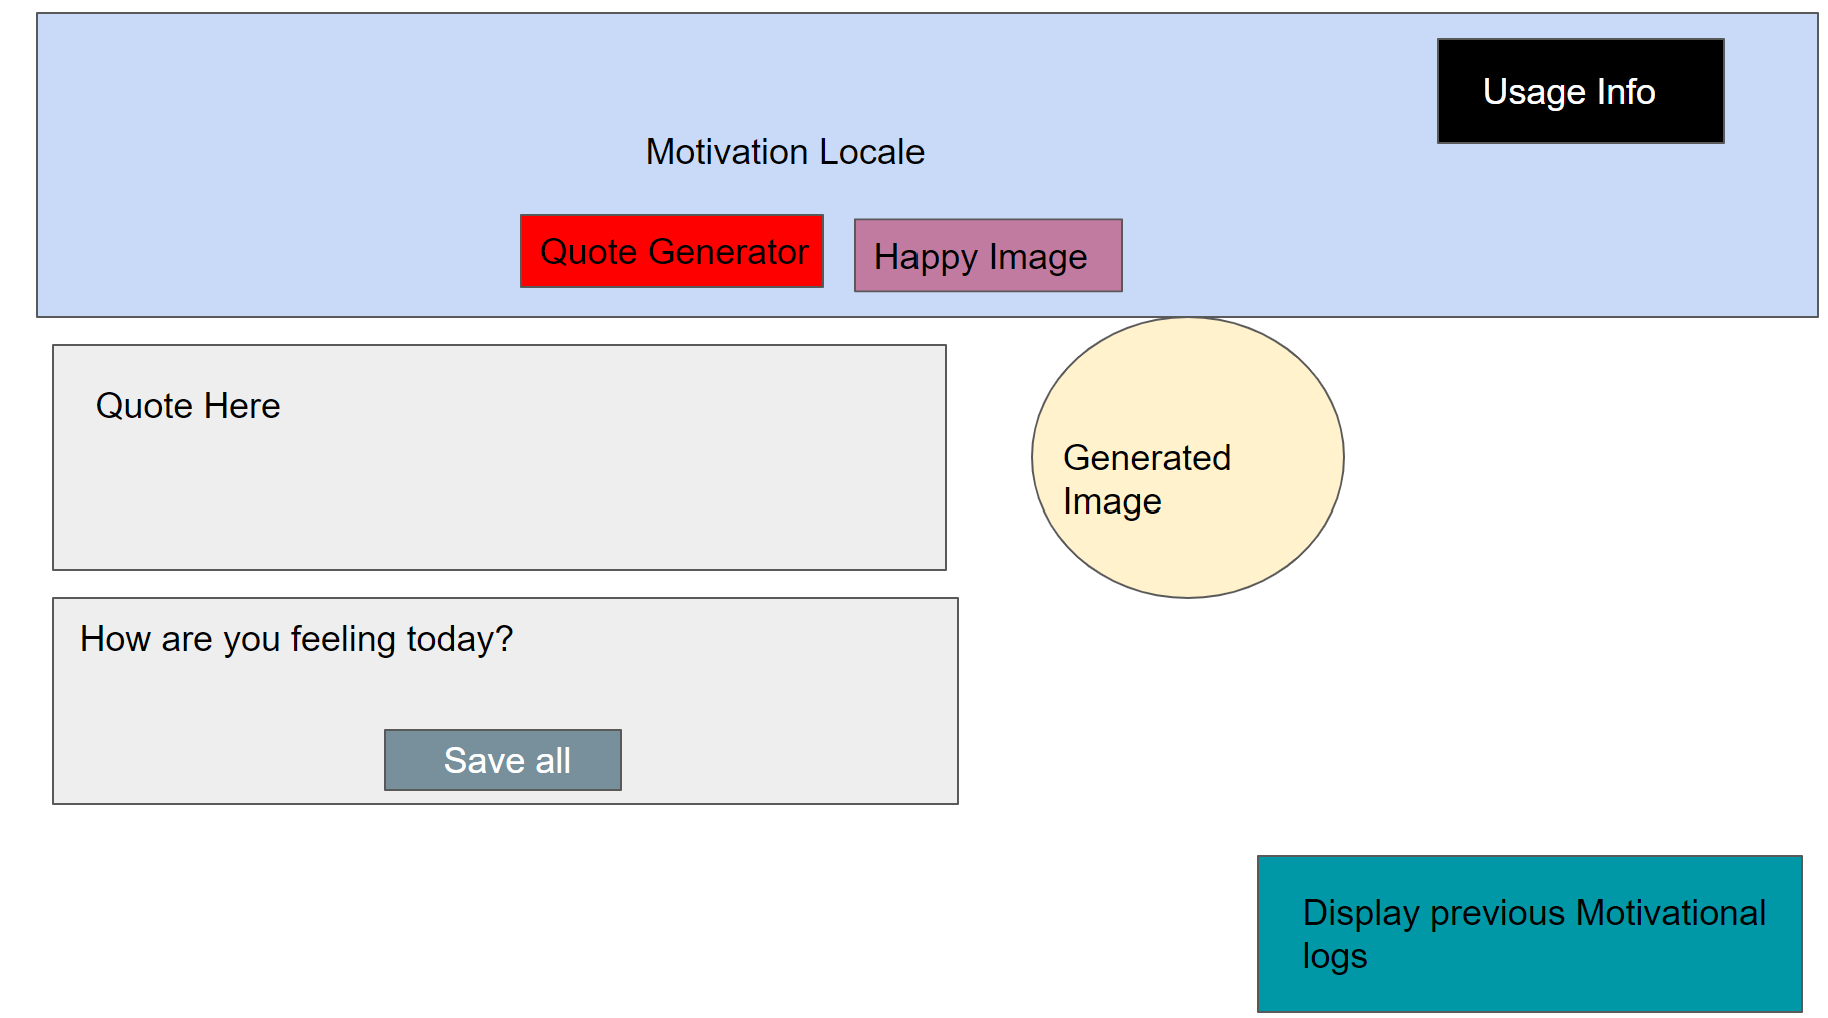 Usage Info
Motivation Locale
Quote Generator
Happy Image
Quote Here
Generated
Image
How are you feeling today?
Save all
Display previous Motivational
logs